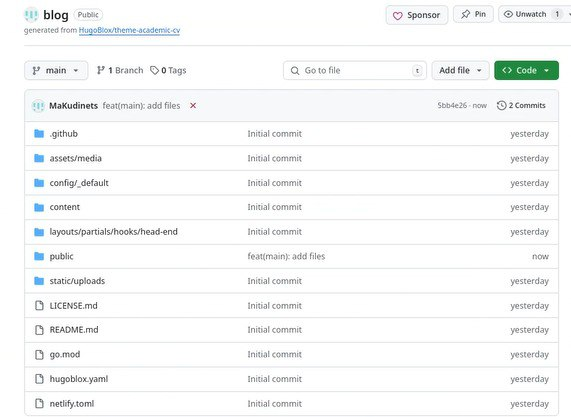 blog Public Sponsor Pin Unwatch 1
generated from HugoBlox/theme-academic-cv
main 1 Branch 0 Tags Go to file t Add file Code
MaKudinets feat(main): add files 5bb4e26 · now 2 Commits
.github Initial commit yesterday
assets/media Initial commit yesterday
config/_default Initial commit yesterday
content Initial commit yesterday
layouts/partials/hooks/head-end Initial commit yesterday
public feat(main): add files now
static/uploads Initial commit yesterday
LICENSE.md Initial commit yesterday
README.md Initial commit yesterday
go.mod Initial commit yesterday
hugoblox.yaml Initial commit yesterday
netlify.toml Initial commit yesterday